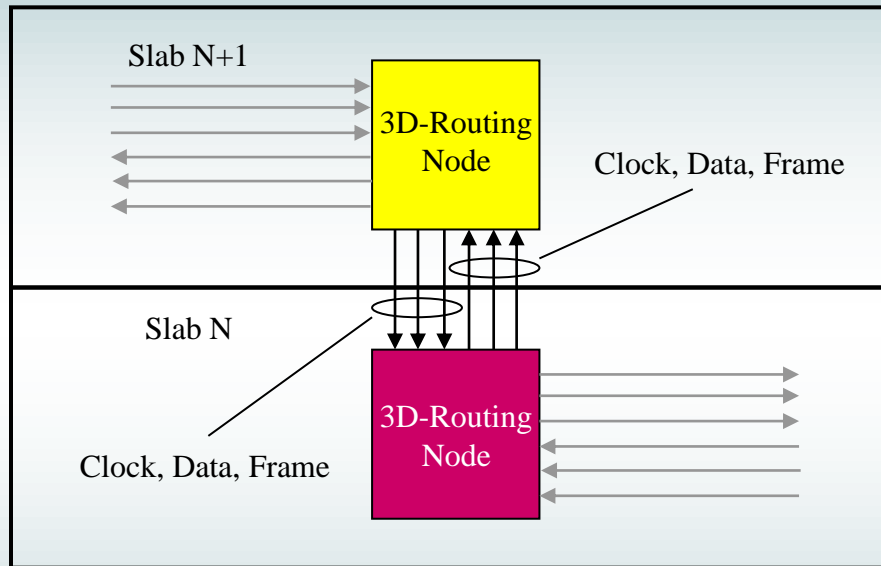 Slab N+1
3D-Routing
Node
Clock, Data, Frame
Slab N
3D-Routing
Node
Clock, Data, Frame